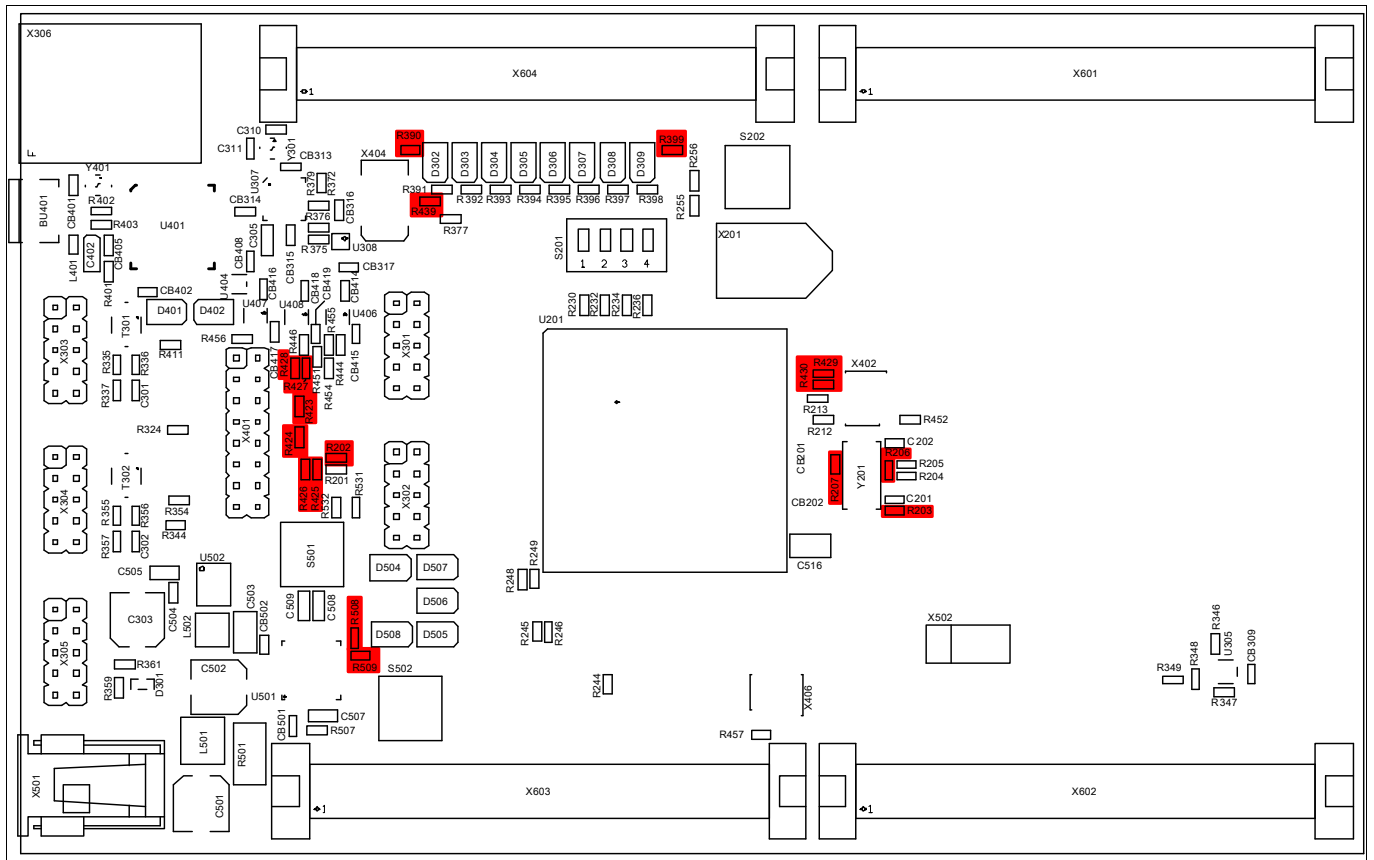 X306
F
X604
1
X601
1
C310
C311
Y301
CB313
X404
R390
D302
D303
D304
D305
D306
D307
D308
D309
R399
R256
S202
Y401
BU401
CB401
R402
R403
U401
CB314
U307
R379
R372
CB316
R376
R375
U308
R391
R392
R393
R394
R395
R396
R397
R398
R439
R377
R255
X201
S201
1
2
3
4
L401
C402
CB405
R401
CB408
C305
CB315
CB317
CB402
U404
CB416
CB418
CB419
CB414
D401
D402
U407
U408
U406
R230
R232
R234
R236
U201
X303
T301
R335
R336
R337
C301
R411
R456
CB417
R446
R455
R451
R444
R454
CB415
X301
R428
R427
R423
R424
X401
R202
R201
R426
R425
R532
R531
X302
R430
R429
X402
R213
R212
R452
C202
CB201
R206
R205
R204
R207
Y201
C201
R203
CB202
C516
R324
X304
T302
R354
R344
R355
R356
R357
C302
S501
D504
D507
D506
D508
D505
R248
R249
R245
R246
R244
C505
C504
U502
C303
L502
C503
CB502
C509
C508
R508
R509
S502
X305
R361
R359
D301
C502
U501
CB501
C507
R507
X502
R346
U305
CB309
R348
R349
R347
X406
R457
X501
L501
R501
C501
X603
1
X602
1